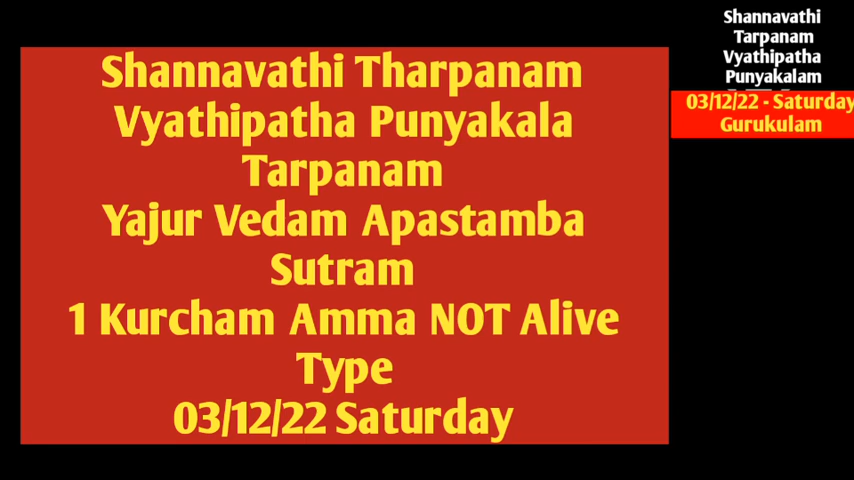 Shannavathi Tharpanam
Vyathipatha Punyakala
Tarpanam
Yajur Vedam Apastamba
Sutram
1 Kurcham Amma NOT Alive
Type
03/12/22 Saturday
Shannavathi
Tarpanam
Vyathipatha
Punyakalam
03/12/22 - Saturday
Gurukulam